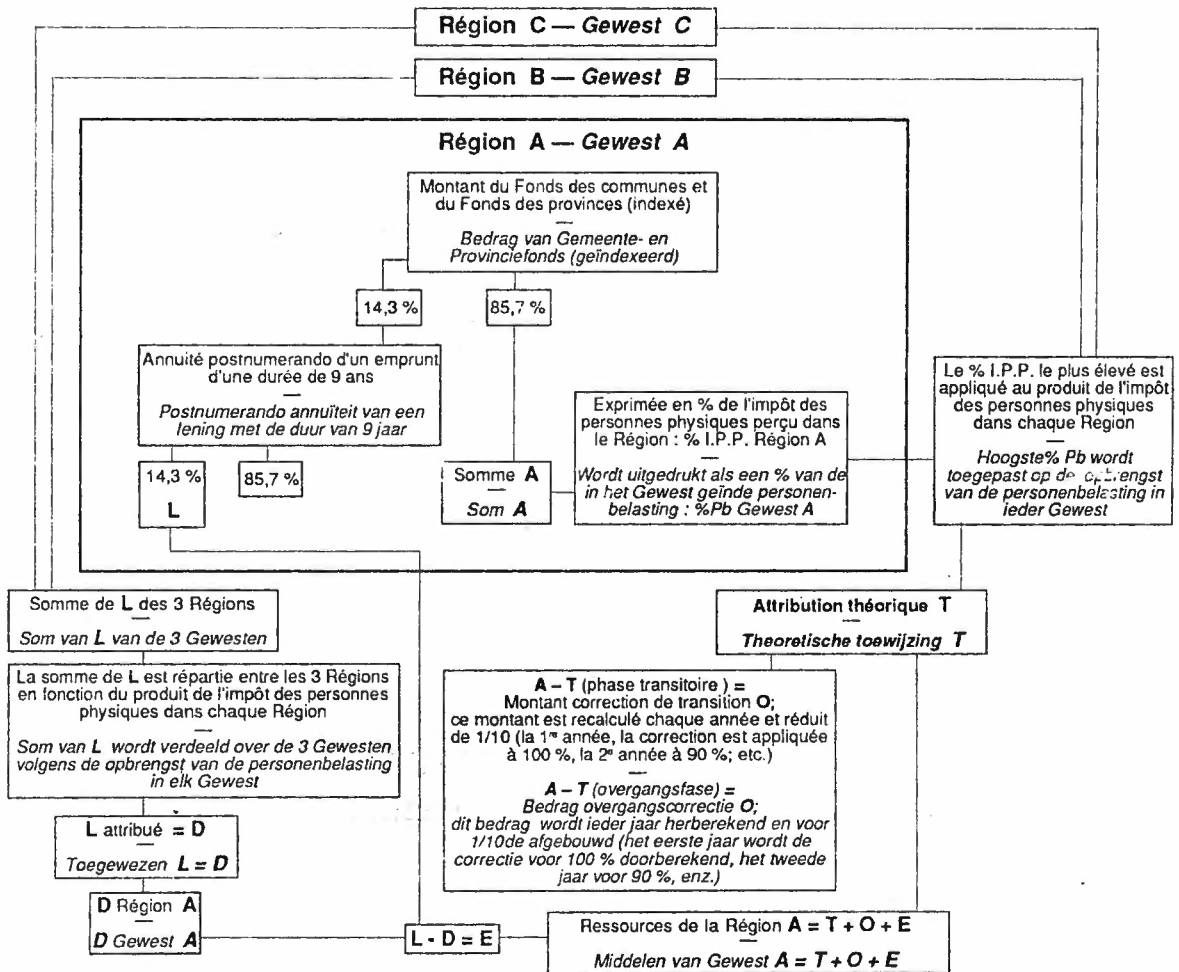 Région C — Gewest C
Région B — Gewest B
Région A — Gewest A
Montant du Fonds des communes et
du Fonds des provinces (indexé)
—
Bedrag van Gemeente- en
Provinciefonds (geïndexeerd)
14,3 %
85,7 %
Annuité postnumerando d'un emprunt
d'une durée de 9 ans
—
Postnumerando annuïteit van een
lening met de duur van 9 jaar
14,3 %
L
85,7 %
Somme A
—
Som A
Exprimée en % de l'impôt des
personnes physiques perçu dans
le Région : % I.P.P. Région A
—
Wordt uitgedrukt als een % van de
in het Gewest geïnde personen-
belasting : %Pb Gewest A
Le % I.P.P. le plus élevé est
appliqué au produit de l'impôt
des personnes physiques
dans chaque Région
—
Hoogste% Pb wordt
toegepast op de opbrengst
van de personenbelasting in
ieder Gewest
Somme de L des 3 Régions
—
Som van L van de 3 Gewesten
La somme de L est répartie entre les 3 Régions
en fonction du produit de l'impôt des personnes
physiques dans chaque Région
—
Som van L wordt verdeeld over de 3 Gewesten
volgens de opbrengst van de personenbelasting
in elk Gewest
L attribué = D
—
Toegewezen L = D
D Région A
—
D Gewest A
L - D = E
Attribution théorique T
—
Theoretische toewijzing T
A – T (phase transitoire ) =
Montant correction de transition O;
ce montant est recalculé chaque année et réduit
de 1/10 (la 1re année, la correction est appliquée
à 100 %, la 2e année à 90 %; etc.)
—
A – T (overgangsfase) =
Bedrag overgangscorrectie O;
dit bedrag wordt ieder jaar herberekend en voor
1/10de afgebouwd (het eerste jaar wordt de
correctie voor 100 % doorberekend, het tweede
jaar voor 90 %, enz.)
Ressources de la Région A = T + O + E
—
Middelen van Gewest A = T + O + E